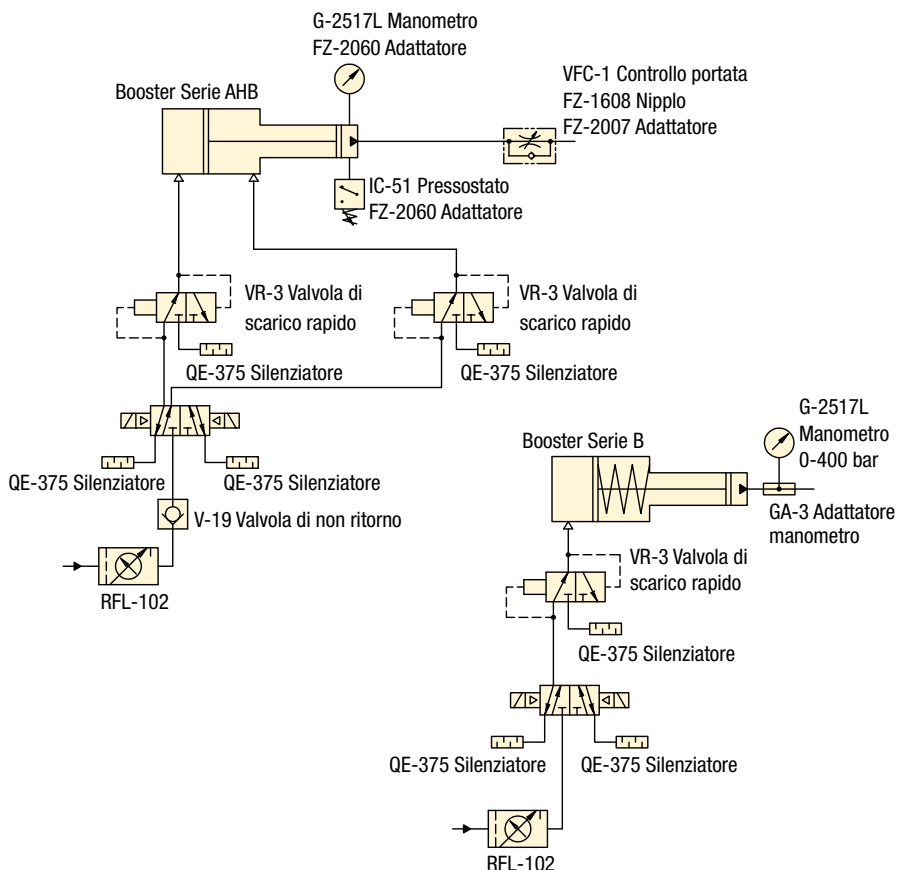 G-2517L Manometro
FZ-2060 Adattatore
Booster Serie AHB
VFC-1 Controllo portata
FZ-1608 Nipplo
FZ-2007 Adattatore
IC-51 Pressostato
FZ-2060 Adattatore
VR-3 Valvola di
scarico rapido
VR-3 Valvola di
scarico rapido
QE-375 Silenziatore
QE-375 Silenziatore
QE-375 Silenziatore
QE-375 Silenziatore
V-19 Valvola di non ritorno
RFL-102
G-2517L
Manometro
0-400 bar
Booster Serie B
GA-3 Adattatore
manometro
VR-3 Valvola di
scarico rapido
QE-375 Silenziatore
QE-375 Silenziatore
QE-375 Silenziatore
RFL-102